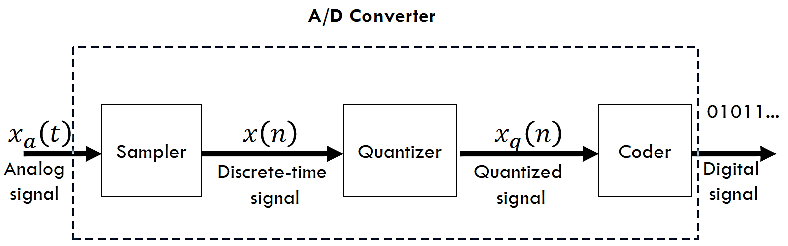 A/D Converter
x_a(t)
Analog
signal
Sampler
x(n)
Discrete-time
signal
Quantizer
x_q(n)
Quantized
signal
Coder
01011...
Digital
signal